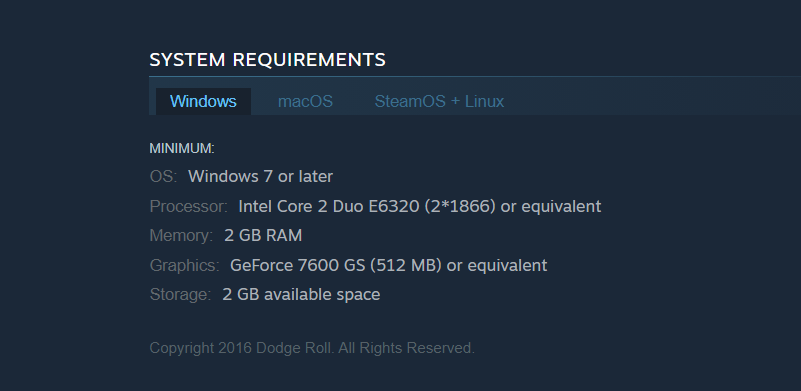 SYSTEM REQUIREMENTS
Windows macOS SteamOS + Linux
MINIMUM:
OS: Windows 7 or later
Processor: Intel Core 2 Duo E6320 (2*1866) or equivalent
Memory: 2 GB RAM
Graphics: GeForce 7600 GS (512 MB) or equivalent
Storage: 2 GB available space
Copyright 2016 Dodge Roll. All Rights Reserved.